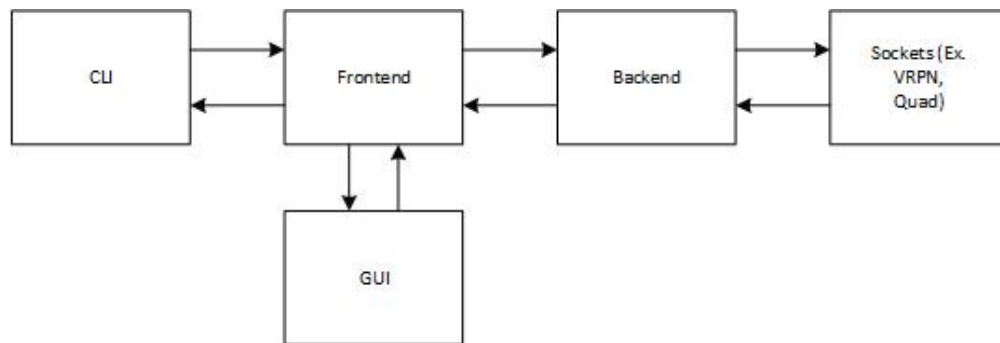 CLI
Frontend
Backend
Sockets (Ex.
VRPN,
Quad)
GUI